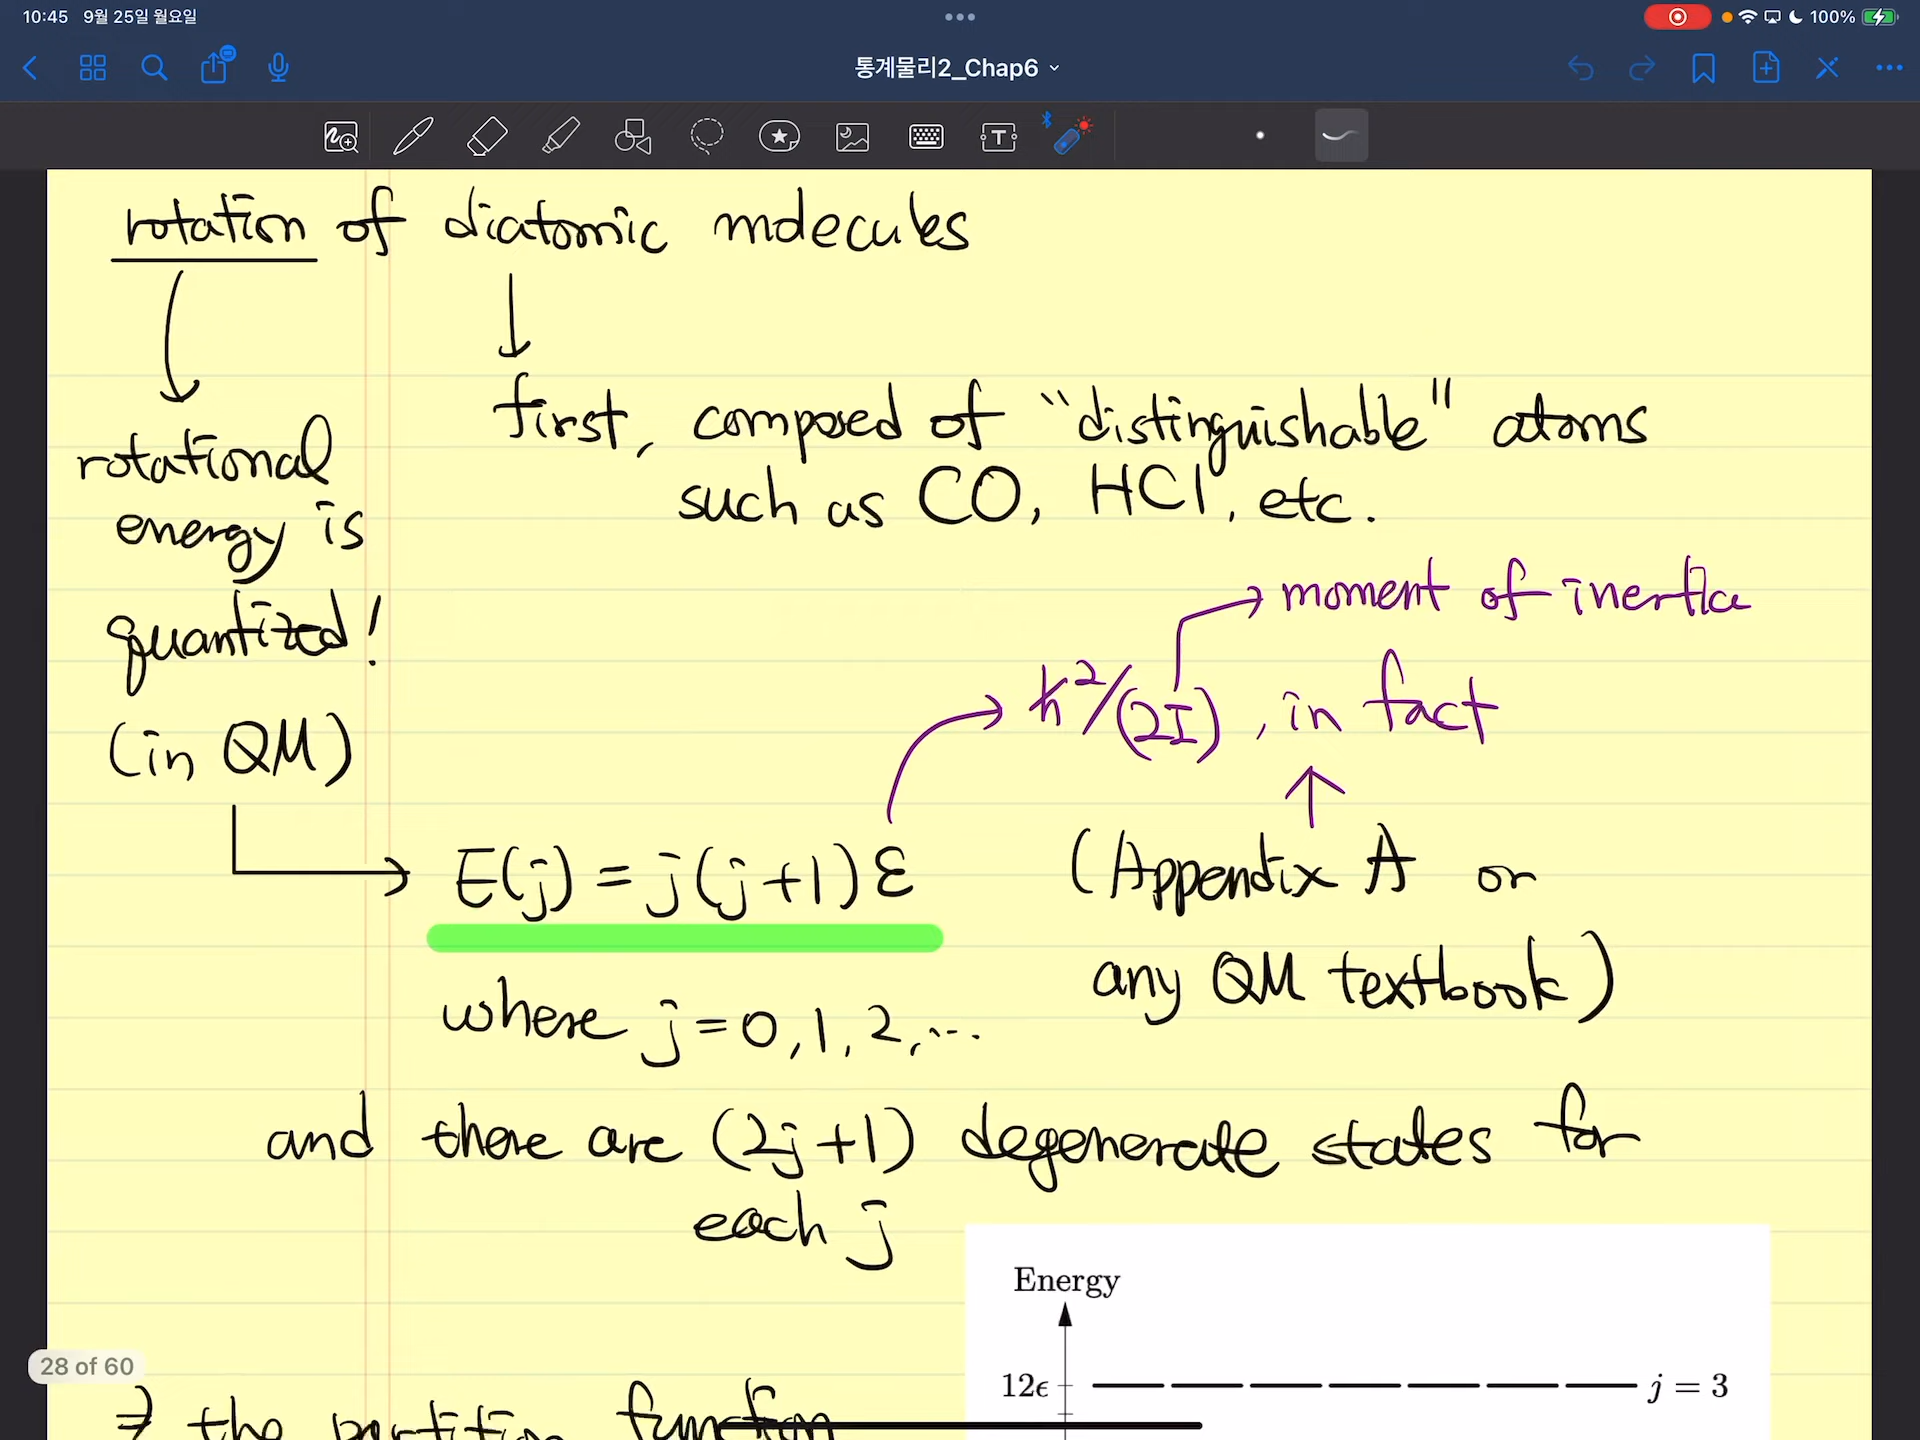 10:45 9월 25일 월요일
100%
통계물리2_Chap6
rotation of diatomic molecules
first, composed of "distinguishable" atoms
such as CO, HCl, etc.
rotational
energy is
quantized!
(in QM)
moment of inertia
ħ²/(2I), in fact
E(j) = j(j+1)ε
(Appendix A or
any QM textbook)
where j = 0, 1, 2, ...
and there are (2j+1) degenerate states for
each j
Energy
12ϵ
j = 3
28 of 60
⇒ the partition function